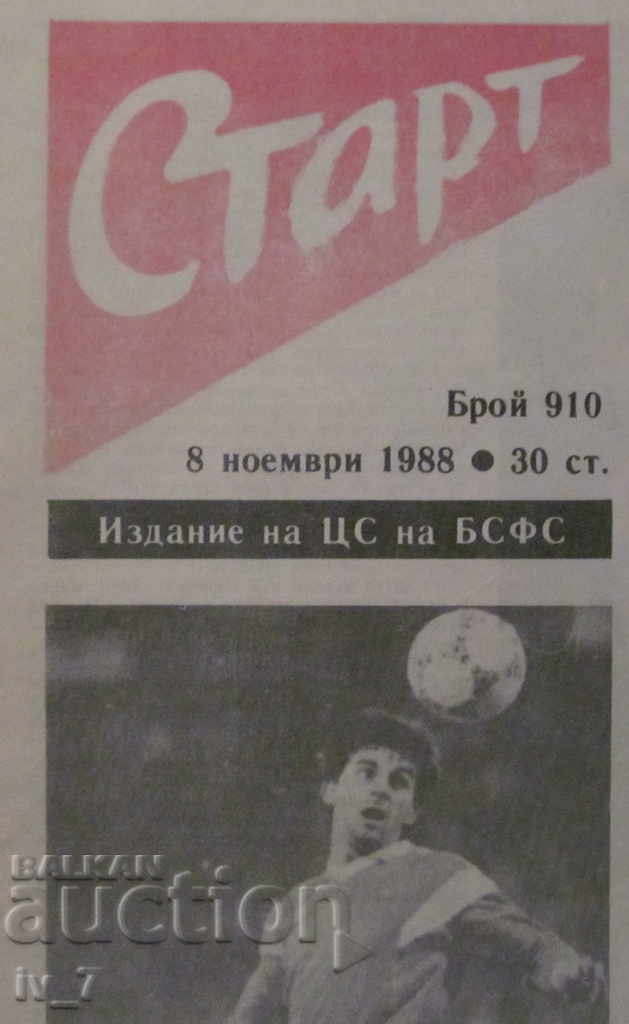 Старт
Брой 910
8 ноември 1988 ● 30 ст.
Издание на ЦС на БСФС
BALKAN
auction
iv_7